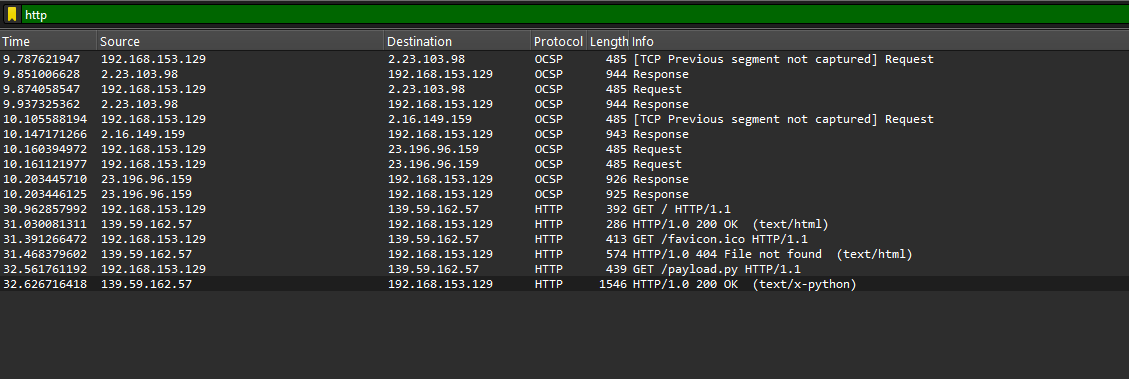 http
Time Source Destination Protocol Length Info
9.787621947 192.168.153.129 2.23.103.98 OCSP 485 [TCP Previous segment not captured] Request
9.851006628 2.23.103.98 192.168.153.129 OCSP 944 Response
9.874058547 192.168.153.129 2.23.103.98 OCSP 485 Request
9.937325362 2.23.103.98 192.168.153.129 OCSP 944 Response
10.105588194 192.168.153.129 2.16.149.159 OCSP 485 [TCP Previous segment not captured] Request
10.147171266 2.16.149.159 192.168.153.129 OCSP 943 Response
10.160394972 192.168.153.129 23.196.96.159 OCSP 485 Request
10.161121977 192.168.153.129 23.196.96.159 OCSP 485 Request
10.203445710 23.196.96.159 192.168.153.129 OCSP 926 Response
10.203446125 23.196.96.159 192.168.153.129 OCSP 925 Response
30.962857992 192.168.153.129 139.59.162.57 HTTP 392 GET / HTTP/1.1
31.030081311 139.59.162.57 192.168.153.129 HTTP 286 HTTP/1.0 200 OK (text/html)
31.391266472 192.168.153.129 139.59.162.57 HTTP 413 GET /favicon.ico HTTP/1.1
31.468379602 139.59.162.57 192.168.153.129 HTTP 574 HTTP/1.0 404 File not found (text/html)
32.561761192 192.168.153.129 139.59.162.57 HTTP 439 GET /payload.py HTTP/1.1
32.626716418 139.59.162.57 192.168.153.129 HTTP 1546 HTTP/1.0 200 OK (text/x-python)